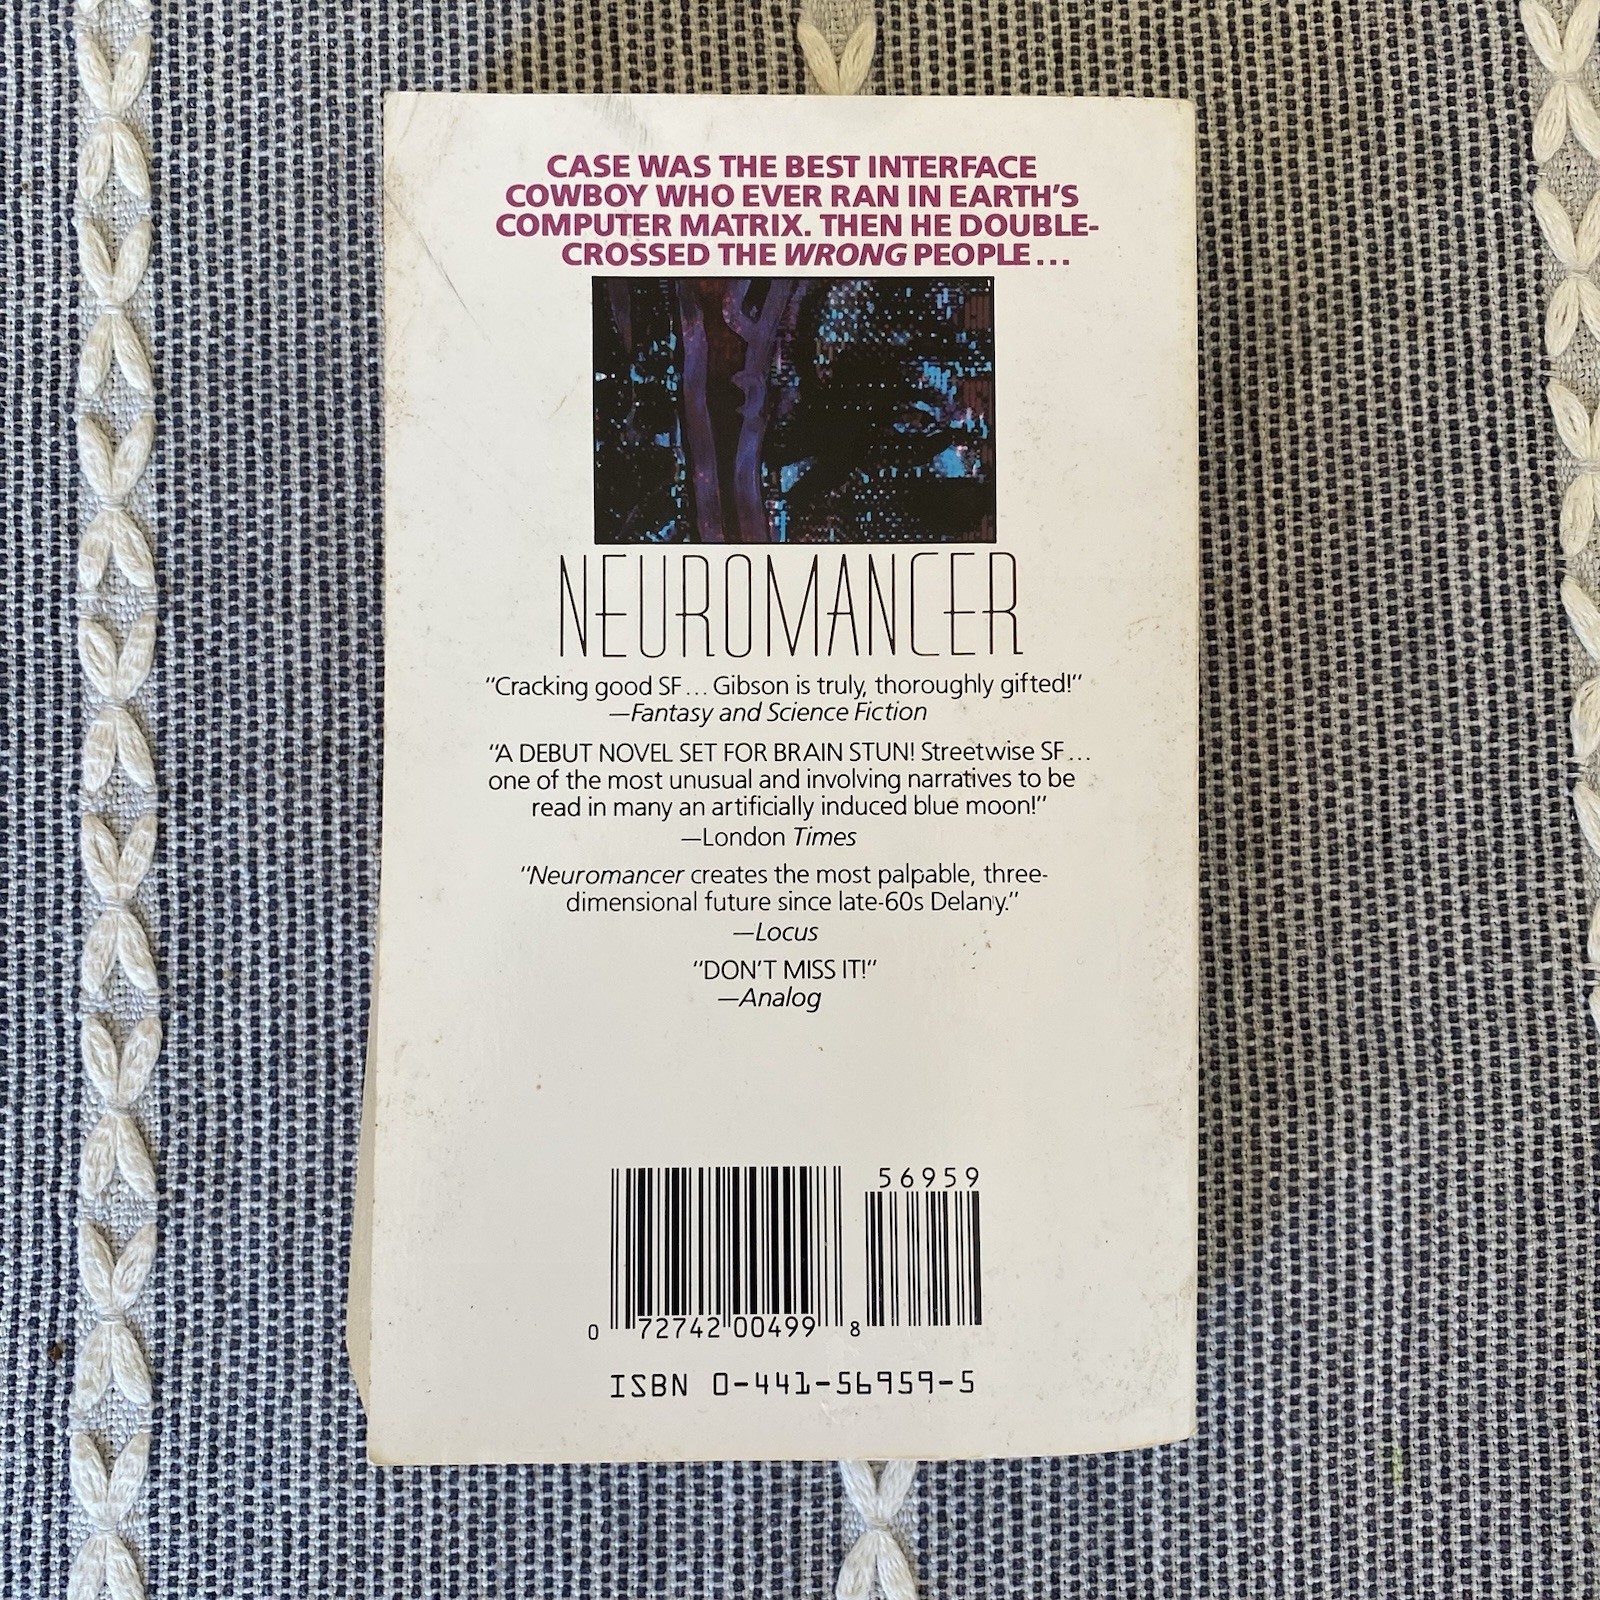 CASE WAS THE BEST INTERFACE
COWBOY WHO EVER RAN IN EARTH'S
COMPUTER MATRIX. THEN HE DOUBLE-
CROSSED THE WRONG PEOPLE...
NEUROMANCER
"Cracking good SF... Gibson is truly, thoroughly gifted!"
—Fantasy and Science Fiction
"A DEBUT NOVEL SET FOR BRAIN STUN! Streetwise SF...
one of the most unusual and involving narratives to be
read in many an artificially induced blue moon!"
—London Times
"Neuromancer creates the most palpable, three-
dimensional future since late-60s Delany."
—Locus
"DON'T MISS IT!"
—Analog
56959
0 72742 00499 8
ISBN 0-441-56959-5